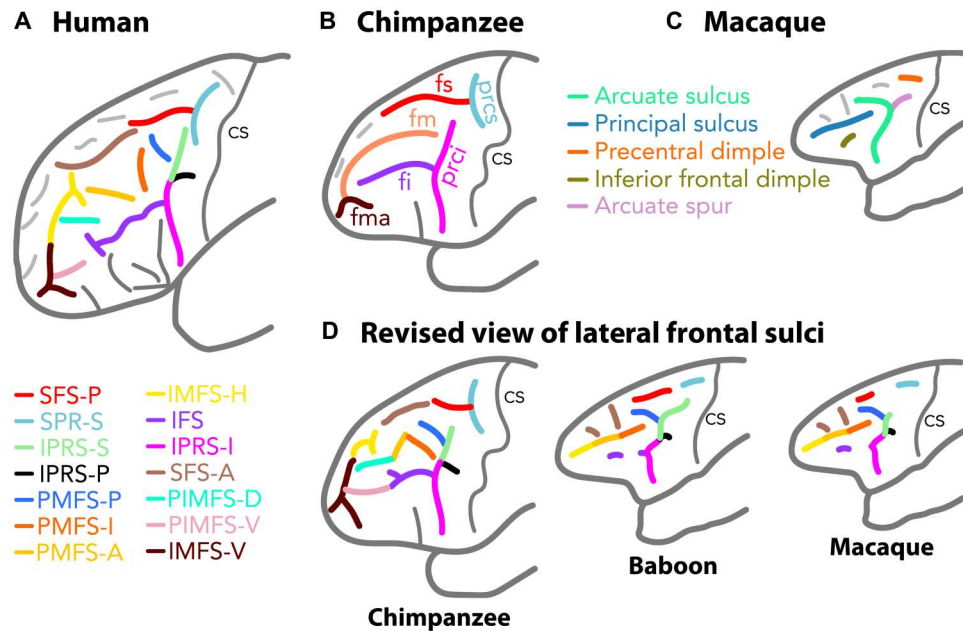 A Human
B Chimpanzee
C Macaque
cs
fs
prcs
fm
fi
prci
cs
fma
Arcuate sulcus
Principal sulcus
Precentral dimple
Inferior frontal dimple
Arcuate spur
cs
D Revised view of lateral frontal sulci
SFS-P
SPR-S
IPRS-S
IPRS-P
PMFS-P
PMFS-I
PMFS-A
IMFS-H
IFS
IPRS-I
SFS-A
PIMFS-D
PIMFS-V
IMFS-V
cs
Chimpanzee
cs
Baboon
cs
Macaque